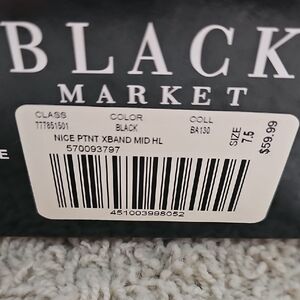 BLACK
MARKET
CLASS COLOR COLL
777851501 BLACK BA130
NICE PTNT XBAND MID HL
570093797
SIZE 7.5
$59.99
451003998052
E